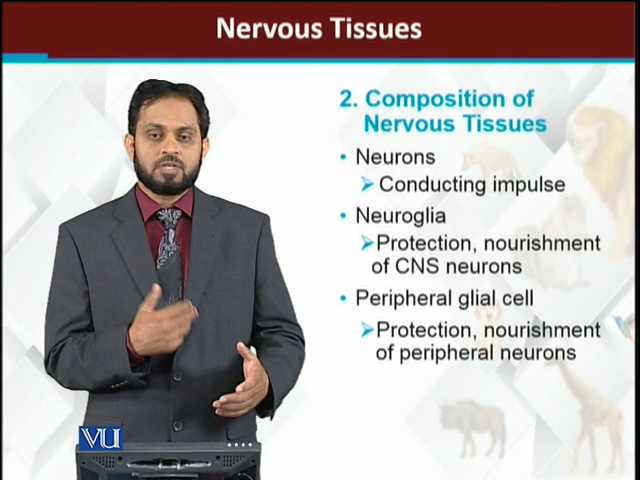 Nervous Tissues
2. Composition of
Nervous Tissues
• Neurons
➢ Conducting impulse
• Neuroglia
➢Protection, nourishment
of CNS neurons
• Peripheral glial cell
➢Protection, nourishment
of peripheral neurons
VU